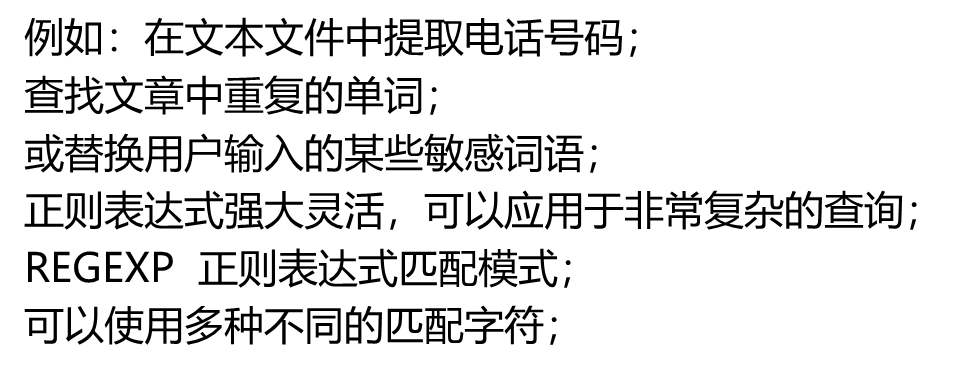 例如：在文本文件中提取电话号码；
查找文章中重复的单词；
或替换用户输入的某些敏感词语；
正则表达式强大灵活，可以应用于非常复杂的查询；
REGEXP 正则表达式匹配模式；
可以使用多种不同的匹配字符；